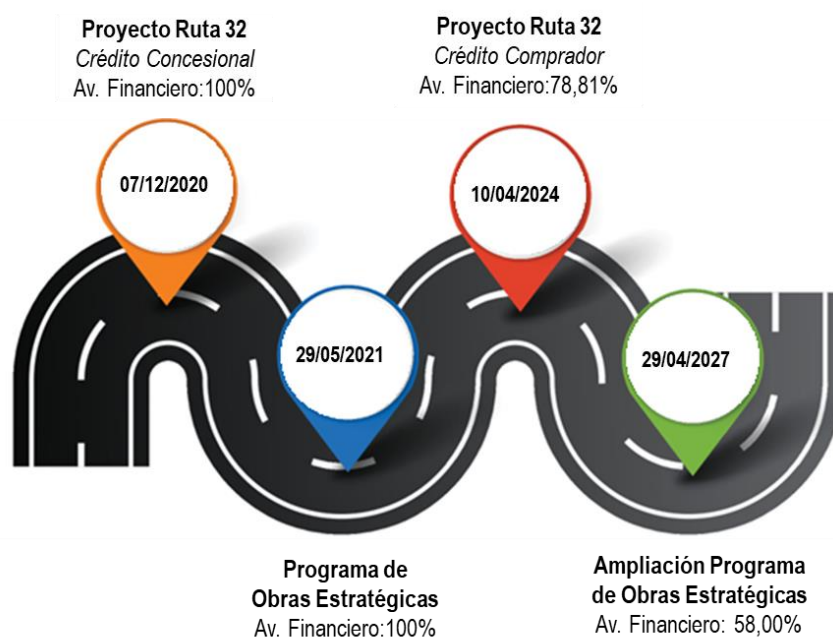 Proyecto Ruta 32
Crédito Concesional
Av. Financiero:100%
07/12/2020
Programa de
Obras Estratégicas
Av. Financiero:100%
29/05/2021
Proyecto Ruta 32
Crédito Comprador
Av. Financiero:78,81%
10/04/2024
Ampliación Programa
de Obras Estratégicas
Av. Financiero: 58,00%
29/04/2027